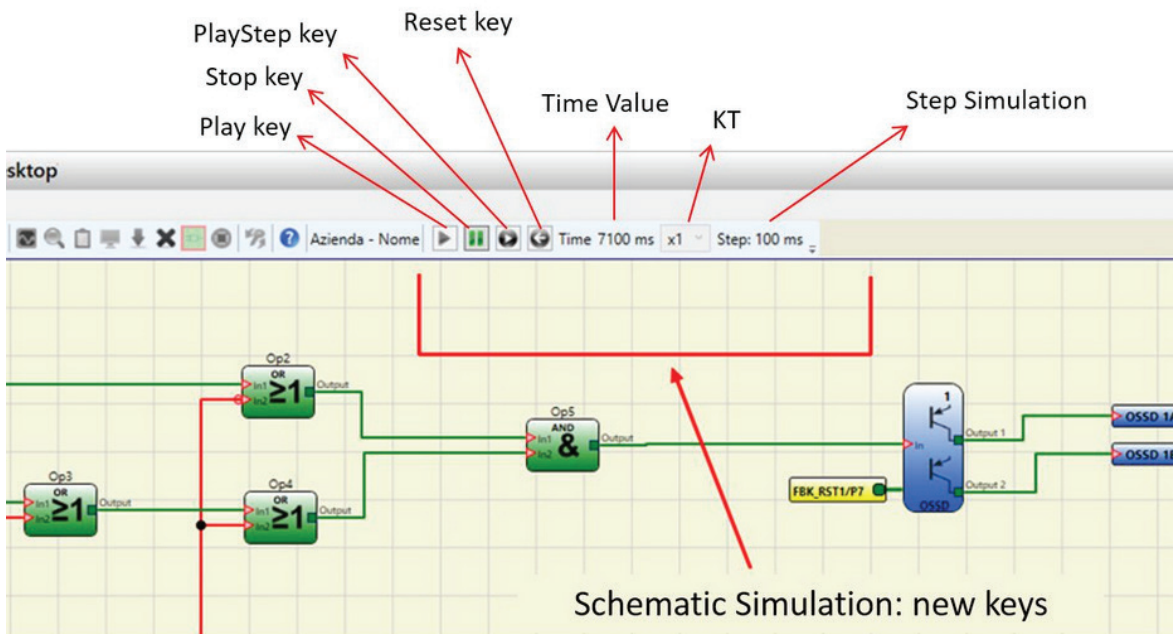 PlayStep key
Reset key
Stop key
Play key
Time Value
KT
Step Simulation
sktop
Azienda - Nome
Time 7100 ms
x1
Step: 100 ms
Op2
OR
In1
In2
≥1
Output
Op5
AND
In1
In2
&
Output
1
In
Output 1
Output 2
OSSD
OSSD 1A
OSSD 1B
FBK_RST1/P7
Op3
OR
In1
In2
≥1
Output
Op4
OR
In1
In2
≥1
Output
Schematic Simulation: new keys